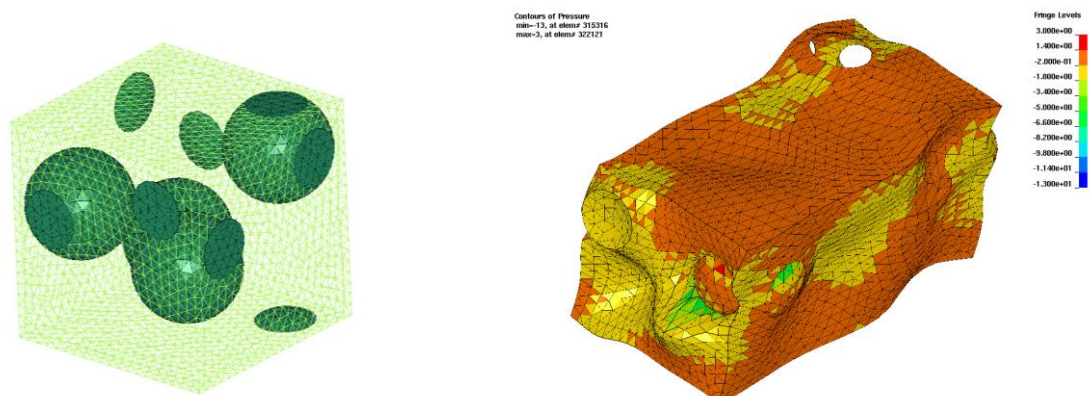 Contours of Pressure
min=-13, at elem# 315316
max=3, at elem# 322121
Fringe Levels
3.000e+00
1.400e+00
-2.000e-01
-1.800e+00
-3.400e+00
-5.000e+00
-6.600e+00
-8.200e+00
-9.800e+00
-1.140e+01
-1.300e+01